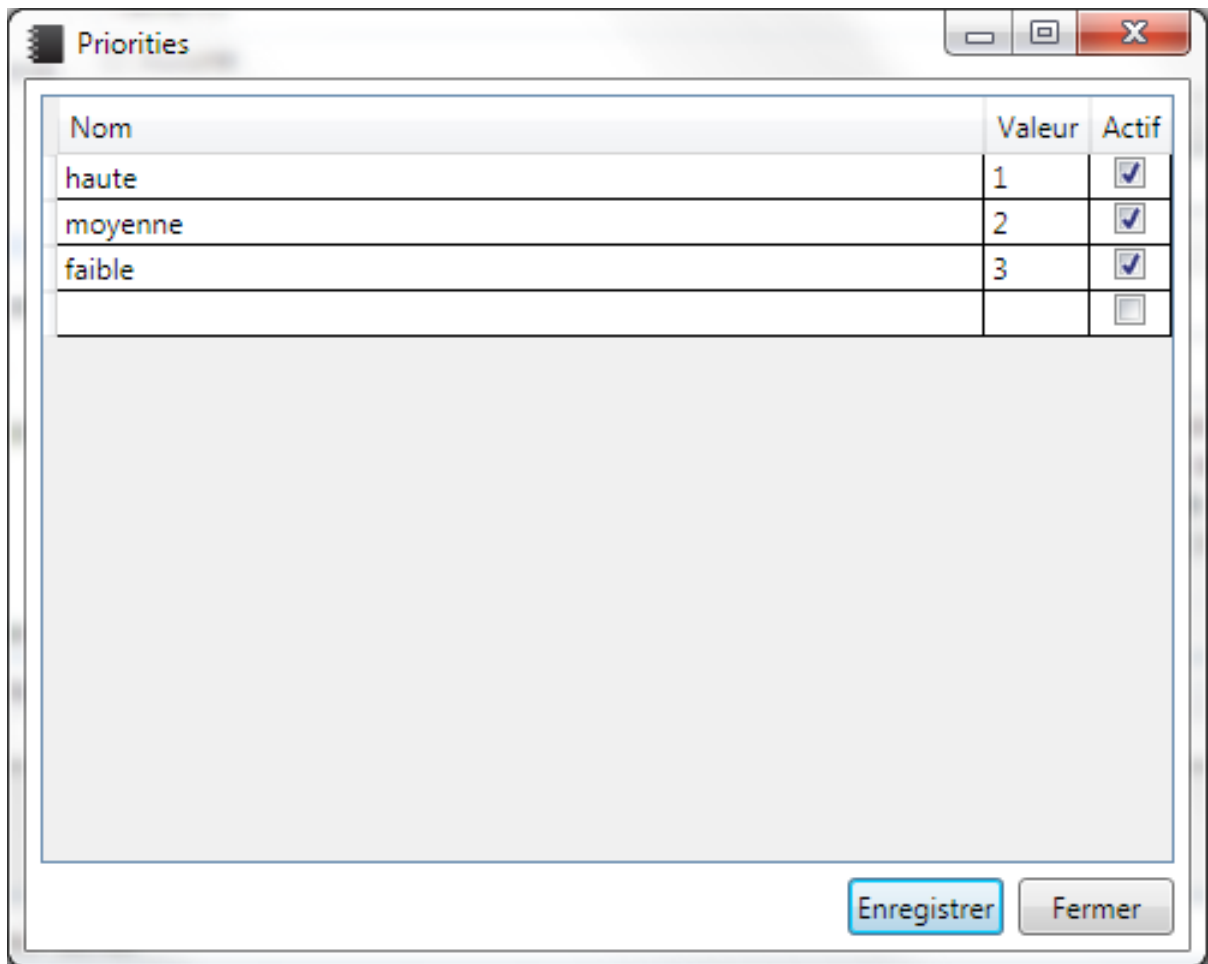 Priorities
Nom Valeur Actif
haute 1
moyenne 2
faible 3
Enregistrer Fermer